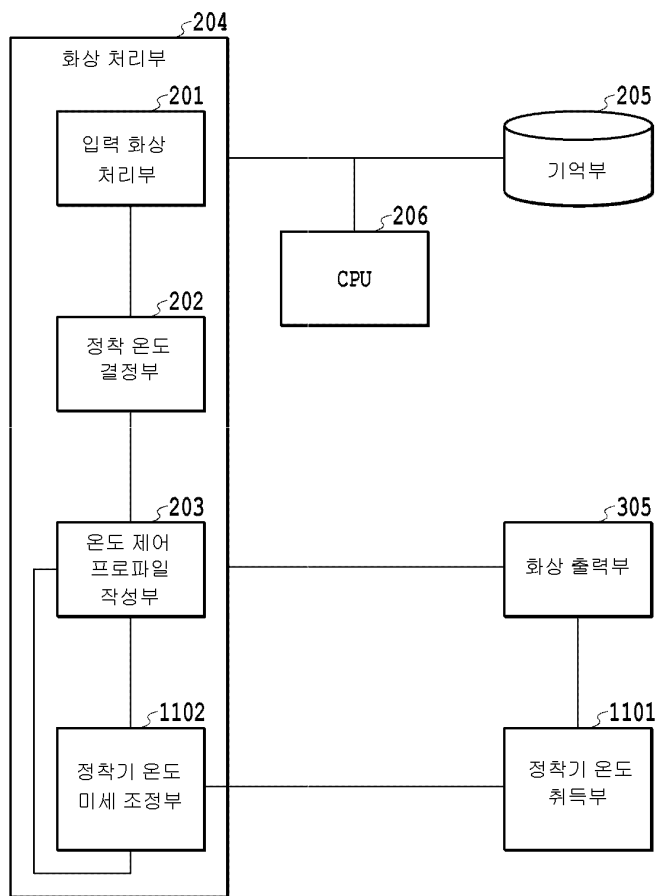 204
화상 처리부
201
입력 화상
처리부
205
기억부
206
CPU
202
정착 온도
결정부
203
온도 제어
프로파일
작성부
305
화상 출력부
1102
정착기 온도
미세 조정부
1101
정착기 온도
취득부